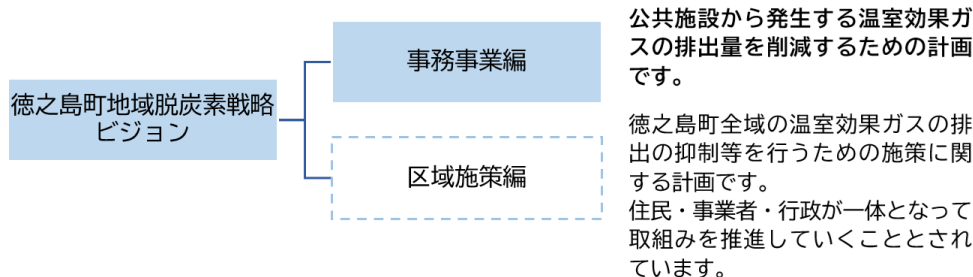 徳之島町地域脱炭素戦略
ビジョン
事務事業編
公共施設から発生する温室効果ガ
スの排出量を削減するための計画
です。
区域施策編
徳之島町全域の温室効果ガスの排
出の抑制等を行うための施策に関
する計画です。
住民・事業者・行政が一体となって
取組みを推進していくこととされ
ています。